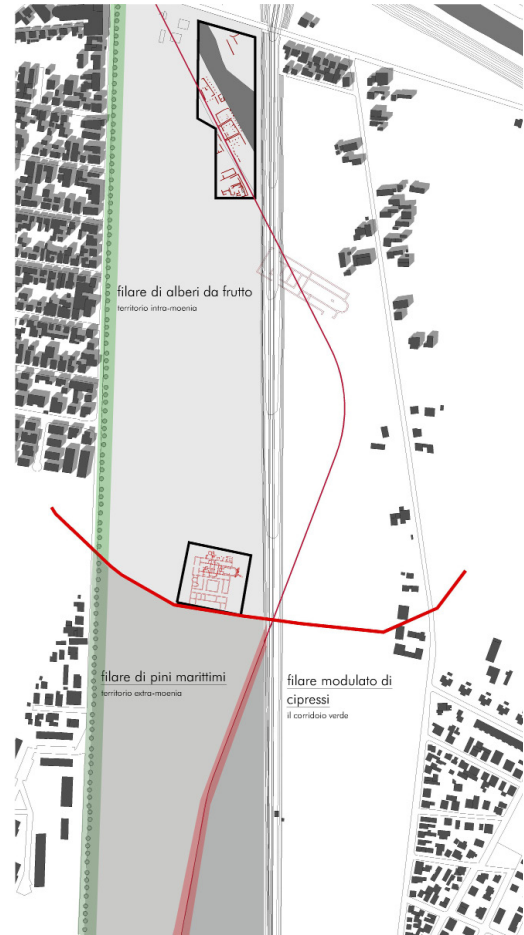 filare di alberi da frutto
territorio intra-moenia
filare di pini marittimi
territorio extra-moenia
filare modulato di
cipressi
il corridoio verde